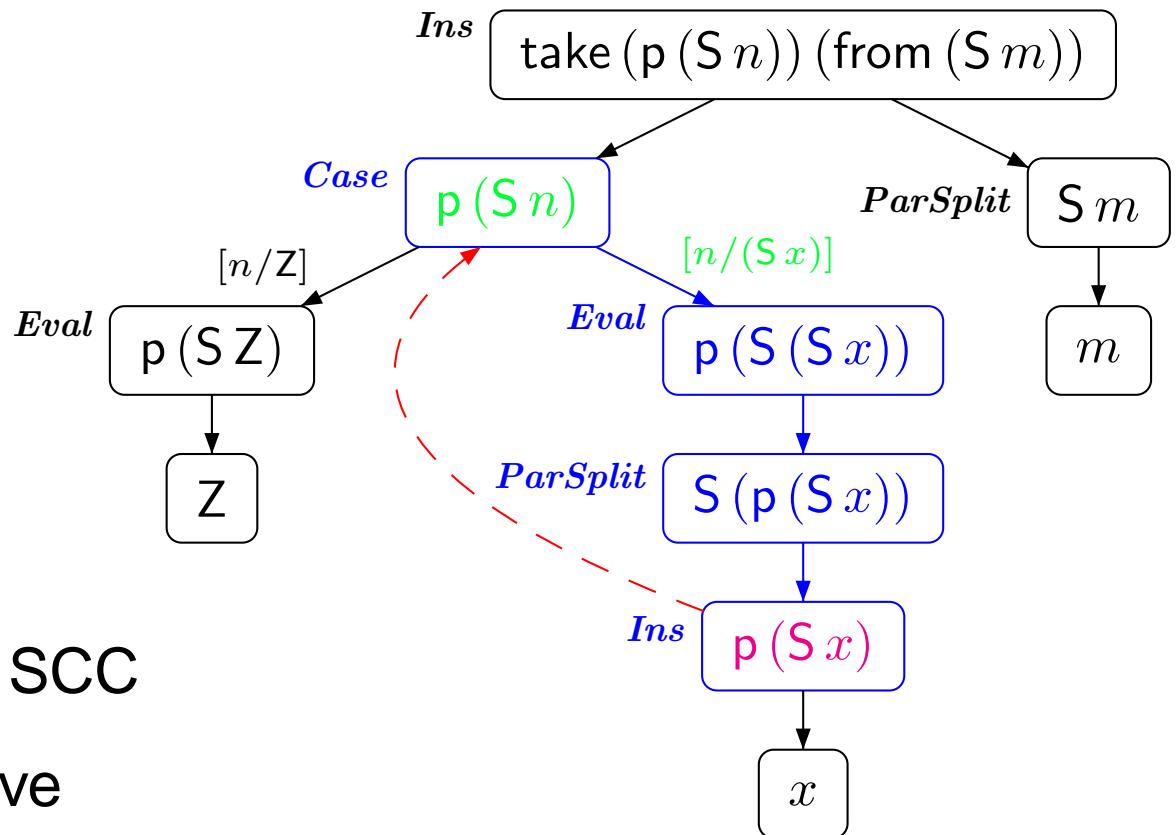 Ins take (p (S n)) (from (S m))
Case p (S n) ParSplit S m
[n/Z] [n/(S x)]
Eval p (S Z) Eval p (S (S x)) m
Z ParSplit S (p (S x))
Ins p (S x)
SCC
x
ve